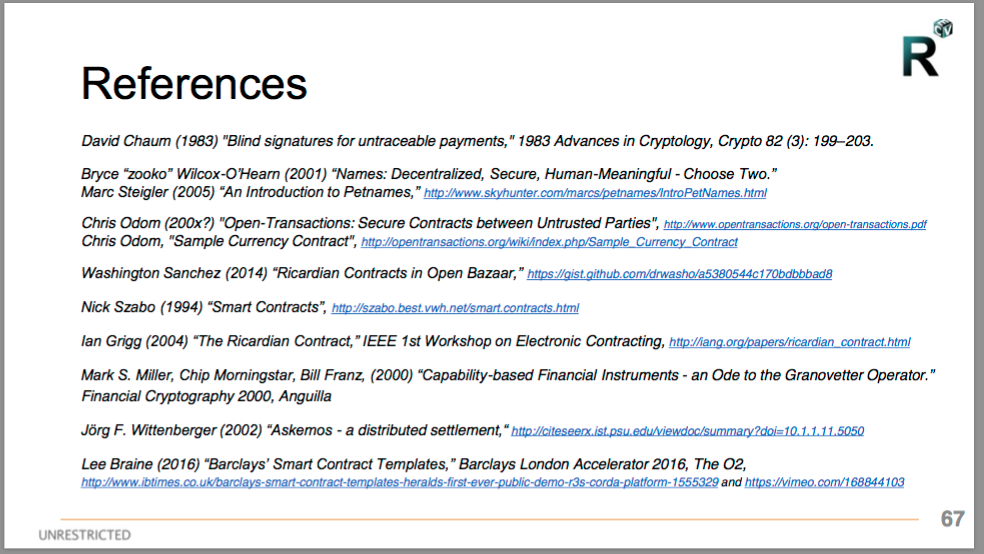 R
CV
References
David Chaum (1983) "Blind signatures for untraceable payments," 1983 Advances in Cryptology, Crypto 82 (3): 199–203.
Bryce “zooko” Wilcox-O’Hearn (2001) “Names: Decentralized, Secure, Human-Meaningful - Choose Two.”
Marc Steigler (2005) “An Introduction to Petnames,” http://www.skyhunter.com/marcs/petnames/IntroPetNames.html
Chris Odom (200x?) "Open-Transactions: Secure Contracts between Untrusted Parties", http://www.opentransactions.org/open-transactions.pdf
Chris Odom, "Sample Currency Contract", http://opentransactions.org/wiki/index.php/Sample_Currency_Contract
Washington Sanchez (2014) “Ricardian Contracts in Open Bazaar,” https://gist.github.com/drwasho/a5380544c170bdbbbad8
Nick Szabo (1994) “Smart Contracts”, http://szabo.best.vwh.net/smart.contracts.html
Ian Grigg (2004) “The Ricardian Contract,” IEEE 1st Workshop on Electronic Contracting, http://iang.org/papers/ricardian_contract.html
Mark S. Miller, Chip Morningstar, Bill Franz, (2000) “Capability-based Financial Instruments - an Ode to the Granovetter Operator.”
Financial Cryptography 2000, Anguilla
Jörg F. Wittenberger (2002) “Askemos - a distributed settlement,“ http://citeseerx.ist.psu.edu/viewdoc/summary?doi=10.1.1.11.5050
Lee Braine (2016) “Barclays’ Smart Contract Templates,” Barclays London Accelerator 2016, The O2,
http://www.ibtimes.co.uk/barclays-smart-contract-templates-heralds-first-ever-public-demo-r3s-corda-platform-1555329 and https://vimeo.com/168844103
67
UNRESTRICTED